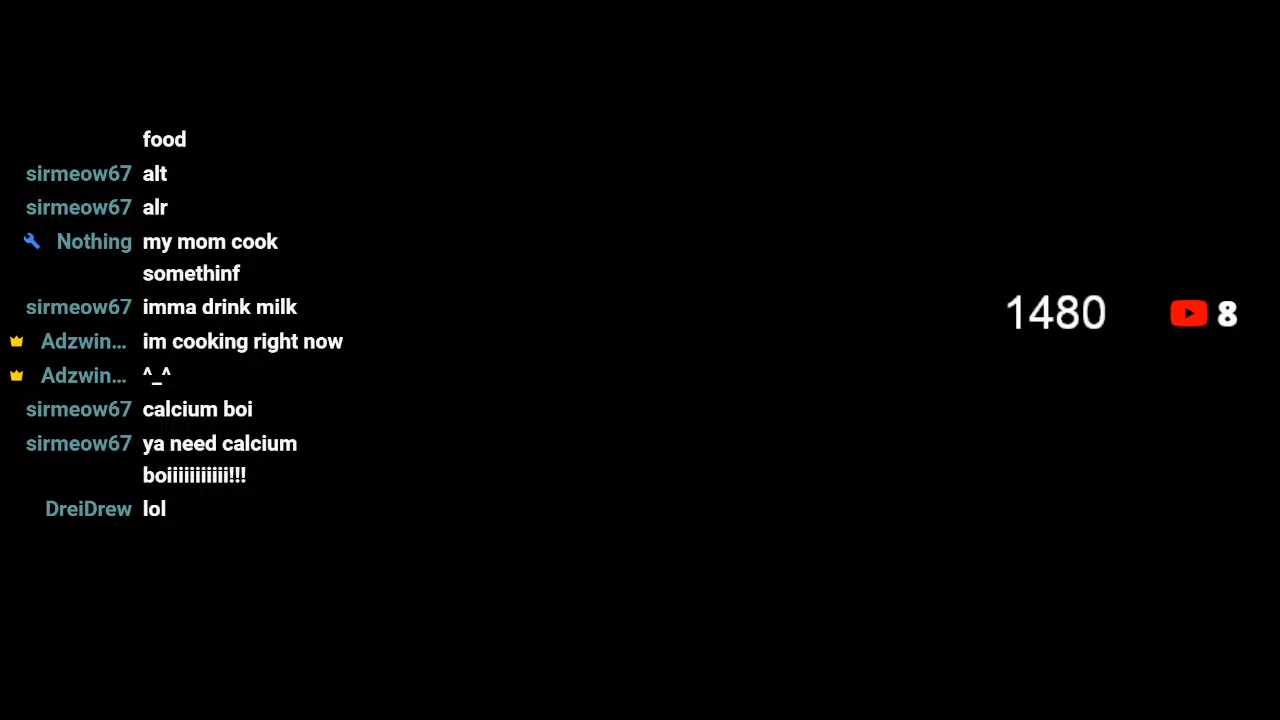 food
sirmeow67 alt
sirmeow67 alr
Nothing my mom cook
somethinf
sirmeow67 imma drink milk
Adzwin... im cooking right now
Adzwin... ^_^
sirmeow67 calcium boi
sirmeow67 ya need calcium
boiiiiiiiiiii!!!
DreiDrew lol
1480
8